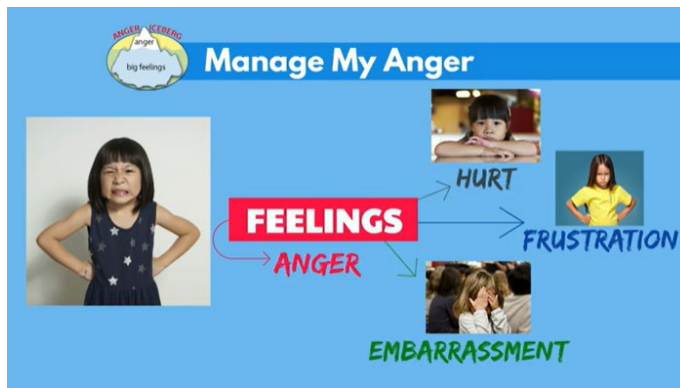 ANGER ICEBERG
anger
big feelings
Manage My Anger
HURT
FEELINGS
FRUSTRATION
ANGER
EMBARRASSMENT